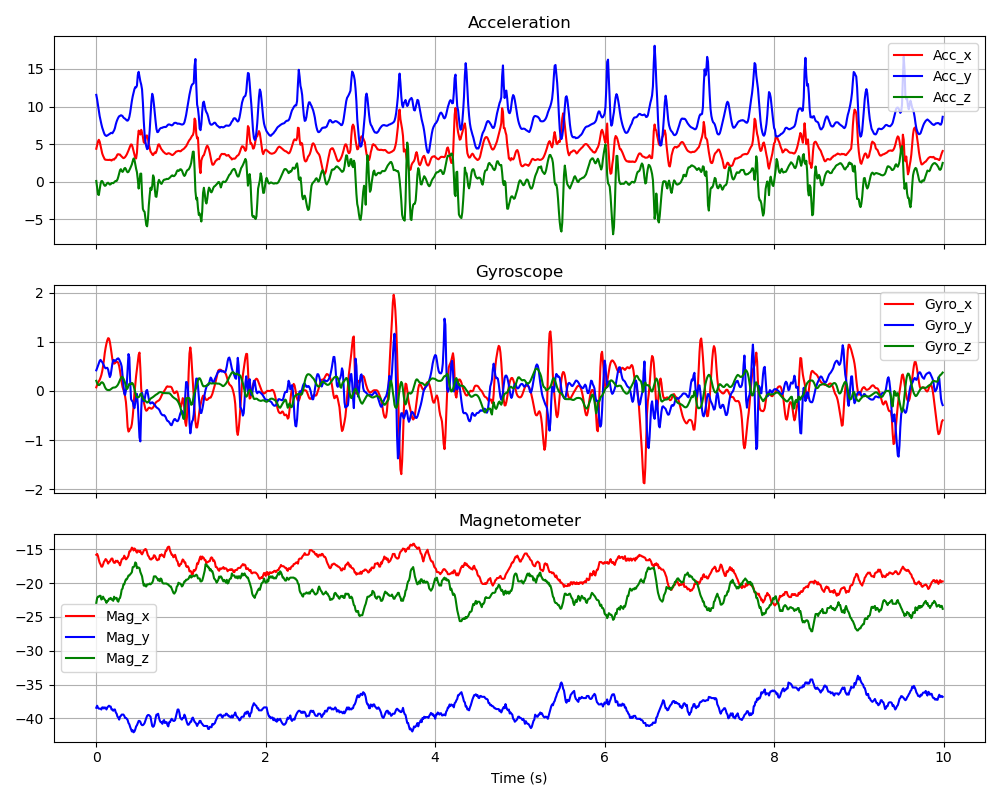 Acceleration
15
10
5
0
−5
Acc_x
Acc_y
Acc_z
Gyroscope
2
1
0
−1
−2
Gyro_x
Gyro_y
Gyro_z
Magnetometer
−15
−20
−25
−30
−35
−40
Mag_x
Mag_y
Mag_z
0 2 4 6 8 10
Time (s)